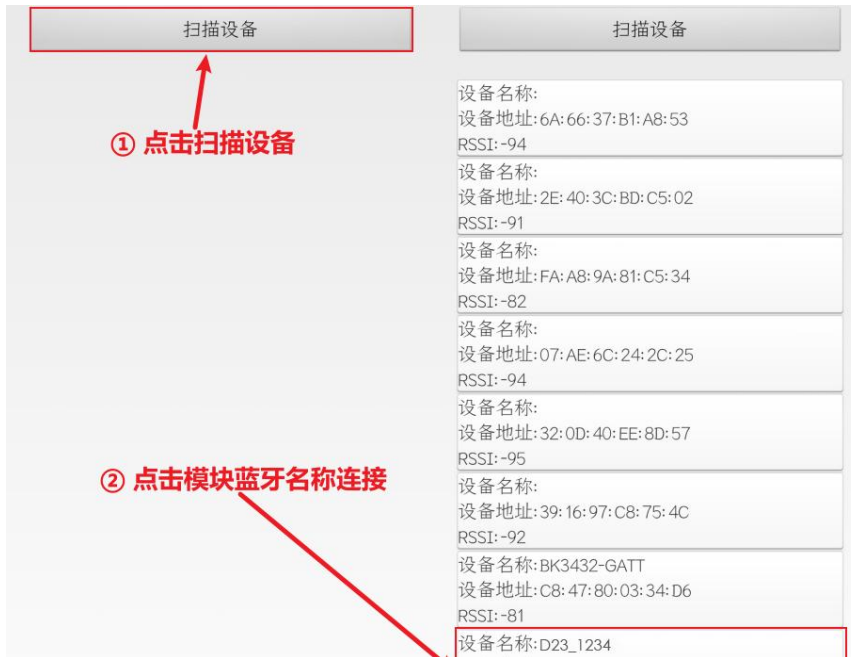 扫描设备
① 点击扫描设备
② 点击模块蓝牙名称连接
扫描设备
设备名称:
设备地址:6A:66:37:B1:A8:53
RSSI:-94
设备名称:
设备地址:2E:40:3C:BD:C5:02
RSSI:-91
设备名称:
设备地址:FA:A8:9A:81:C5:34
RSSI:-82
设备名称:
设备地址:07:AE:6C:24:2C:25
RSSI:-94
设备名称:
设备地址:32:0D:40:EE:8D:57
RSSI:-95
设备名称:
设备地址:39:16:97:C8:75:4C
RSSI:-92
设备名称:BK3432-GATT
设备地址:C8:47:80:03:34:D6
RSSI:-81
设备名称:D23_1234